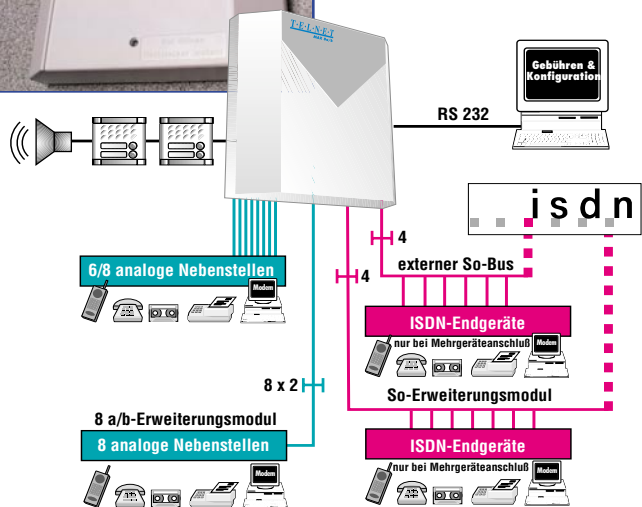 T·E·L·N·E·T
Gebühren &
Konfiguration
RS 232
isdn
4
externer So-Bus
4
6/8 analoge Nebenstellen
Modem
ISDN-Endgeräte
nur bei Mehrgeräteanschluß
Modem
8 x 2
So-Erweiterungsmodul
8 a/b-Erweiterungsmodul
8 analoge Nebenstellen
ISDN-Endgeräte
nur bei Mehrgeräteanschluß
Modem
Modem